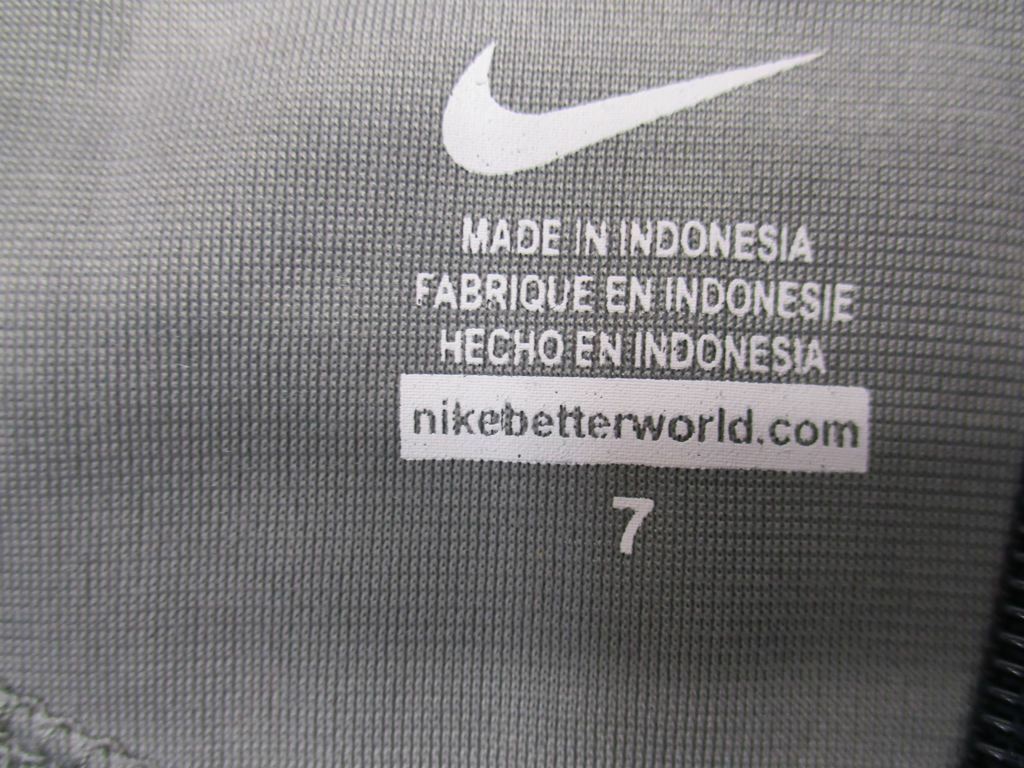 MADE IN INDONESIA
FABRIQUE EN INDONESIE
HECHO EN INDONESIA
nikebetterworld.com
7